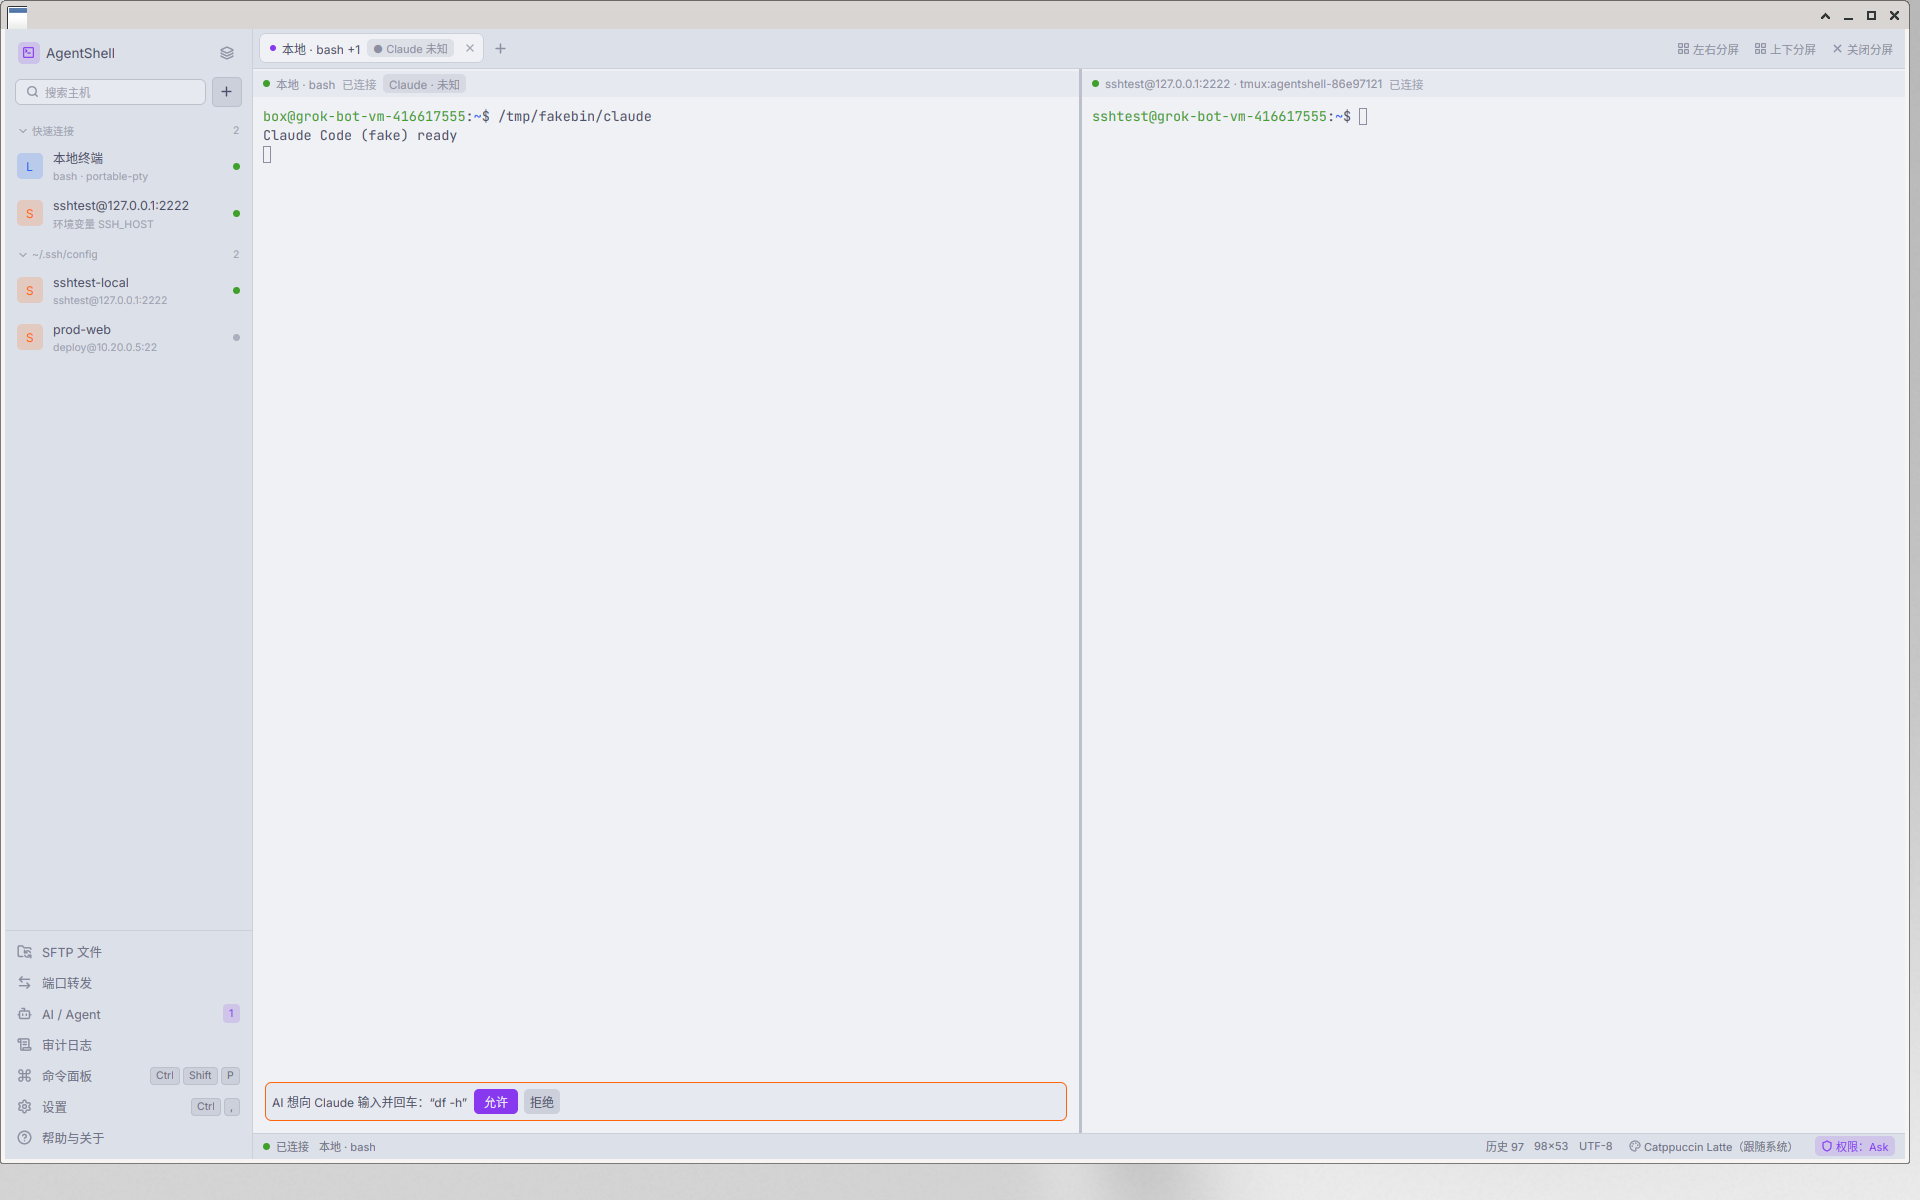 AgentShell
搜索主机
快速连接 2
L 本地终端
bash · portable-pty
S sshtest@127.0.0.1:2222
环境变量 SSH_HOST
~/.ssh/config 2
S sshtest-local
sshtest@127.0.0.1:2222
S prod-web
deploy@10.20.0.5:22
SFTP 文件
端口转发
AI / Agent 1
审计日志
命令面板 Ctrl Shift P
设置 Ctrl ,
帮助与关于
本地 · bash +1 Claude 未知
左右分屏 上下分屏 关闭分屏
本地 · bash 已连接 Claude · 未知
box@grok-bot-vm-416617555:~$ /tmp/fakebin/claude
Claude Code (fake) ready
AI 想向 Claude 输入并回车：“df -h” 允许 拒绝
sshtest@127.0.0.1:2222 · tmux:agentshell-86e97121 已连接
sshtest@grok-bot-vm-416617555:~$
已连接 本地 · bash
历史 97 98×53 UTF-8 Catppuccin Latte（跟随系统） 权限：Ask